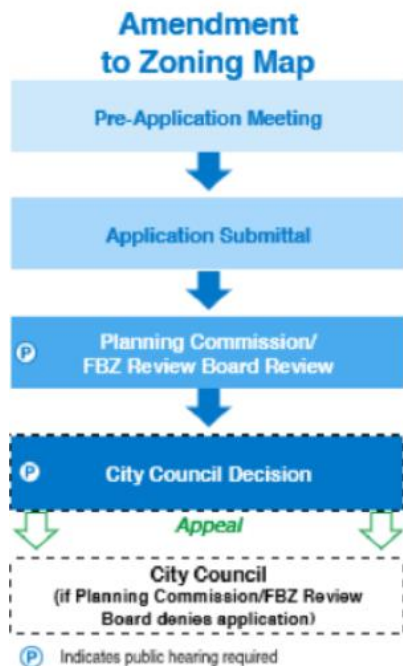 Amendment
to Zoning Map
Pre-Application Meeting
Application Submittal
P
Planning Commission/
FBZ Review Board Review
P
City Council Decision
Appeal
City Council
(if Planning Commission/FBZ Review
Board denies application)
P Indicates public hearing required